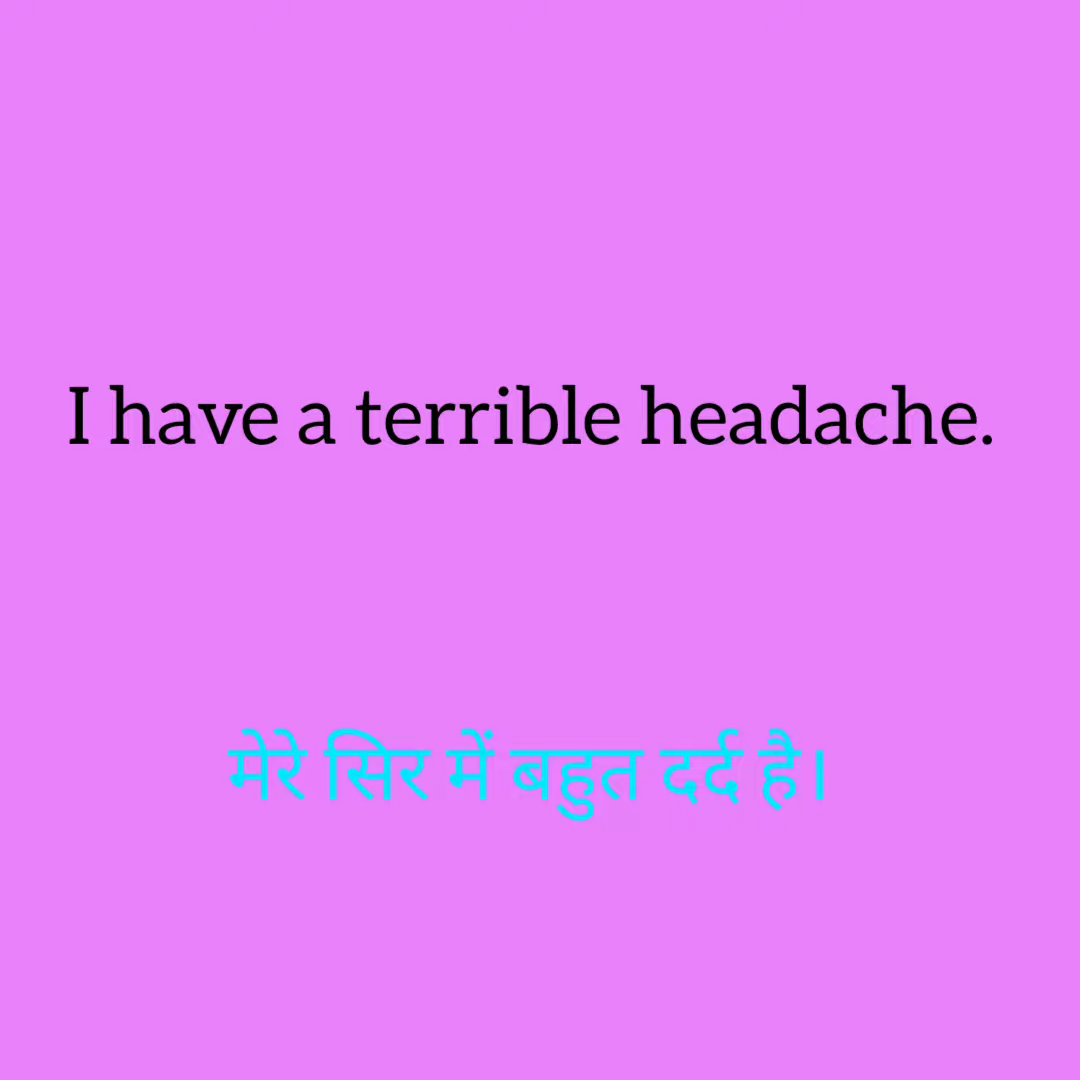 I have a terrible headache.
मेरे सिर में बहुत दर्द है।